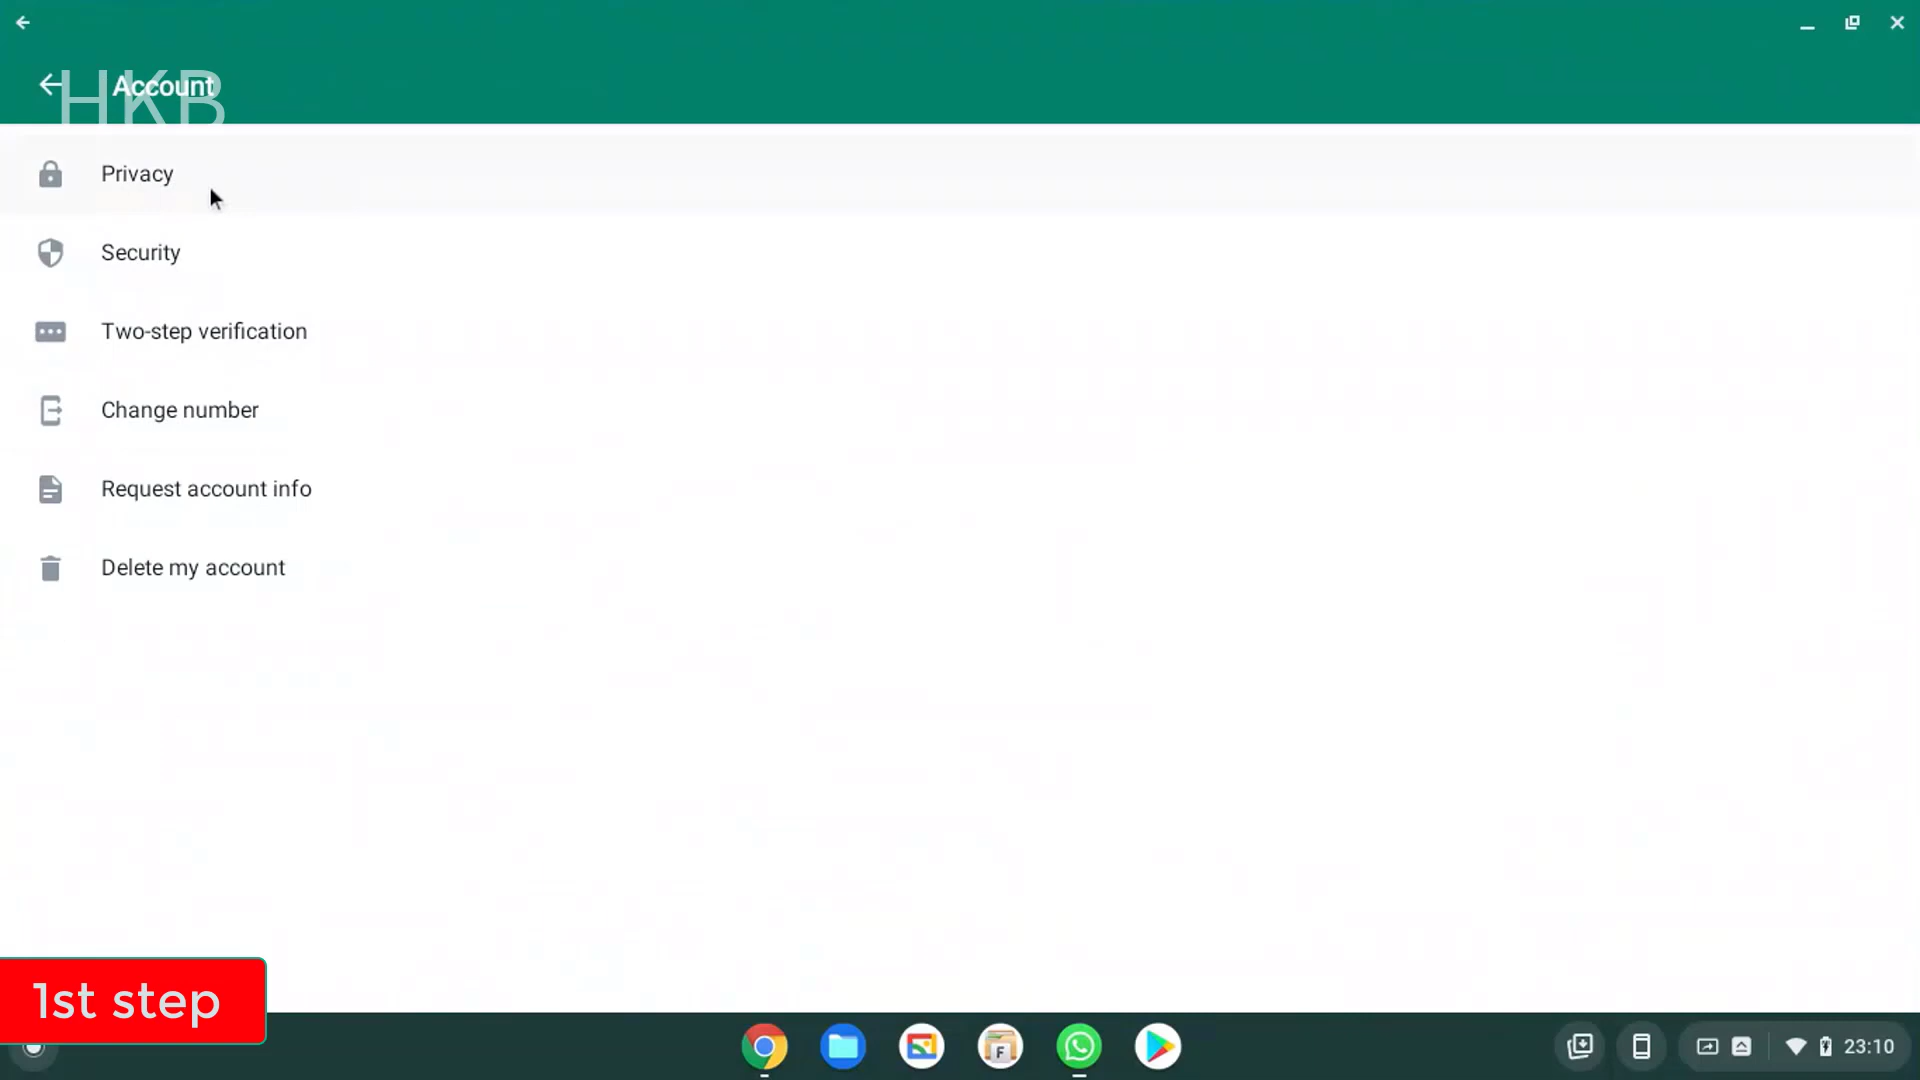 Account
HKB
Privacy
Security
Two-step verification
Change number
Request account info
Delete my account
1st step
F
23:10